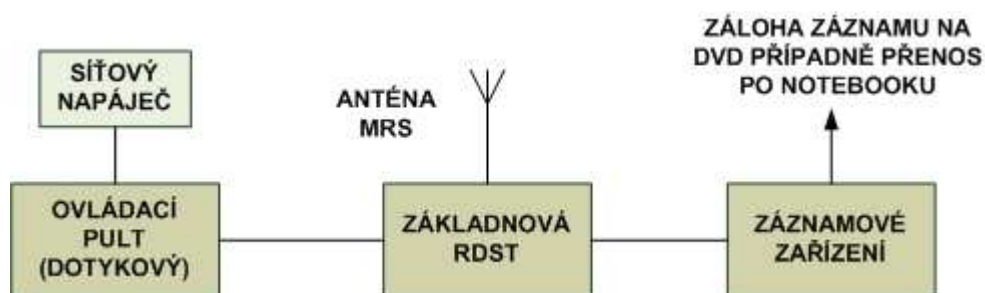 SÍŤOVÝ
NAPÁJEČ
ANTÉNA
MRS
ZÁLOHA ZÁZNAMU NA
DVD PŘÍPADNĚ PŘENOS
PO NOTEBOOKU
OVLÁDACÍ
PULT
(DOTYKOVÝ)
ZÁKLADNOVÁ
RDST
ZÁZNAMOVÉ
ZAŘÍZENÍ